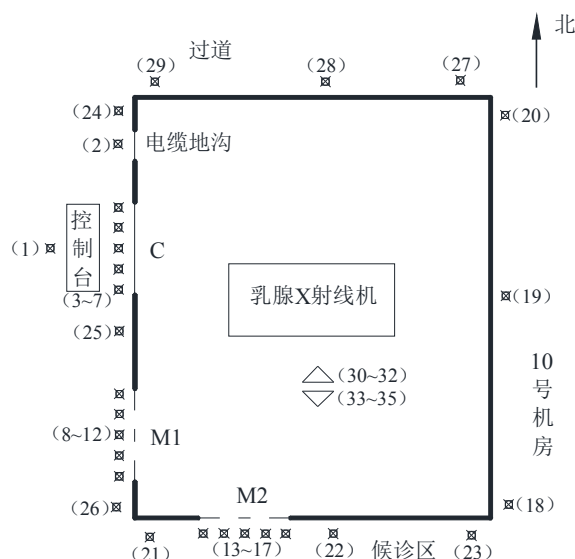 过道
北
（29）
（28）
（27）
（24）
（20）
（2）
电缆地沟
控制台
（1）
C
（3~7）
乳腺X射线机
（19）
（25）
（30~32）
（33~35）
10号机房
（8~12）
M1
M2
（26）
（18）
（21）
（13~17）
（22）
候诊区
（23）